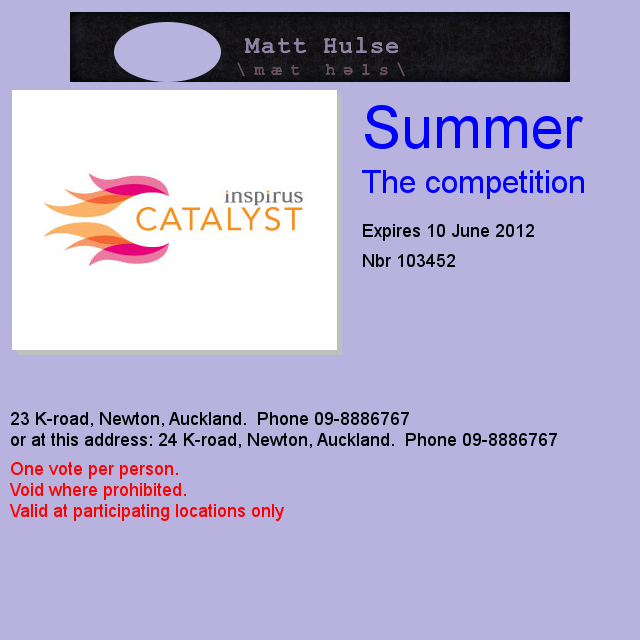 Matt Hulse
\mæt həls\
inspirus
CATALYST
Summer
The competition
Expires 10 June 2012
Nbr 103452
23 K-road, Newton, Auckland.  Phone 09-8886767
or at this address: 24 K-road, Newton, Auckland.  Phone 09-8886767
One vote per person.
Void where prohibited.
Valid at participating locations only